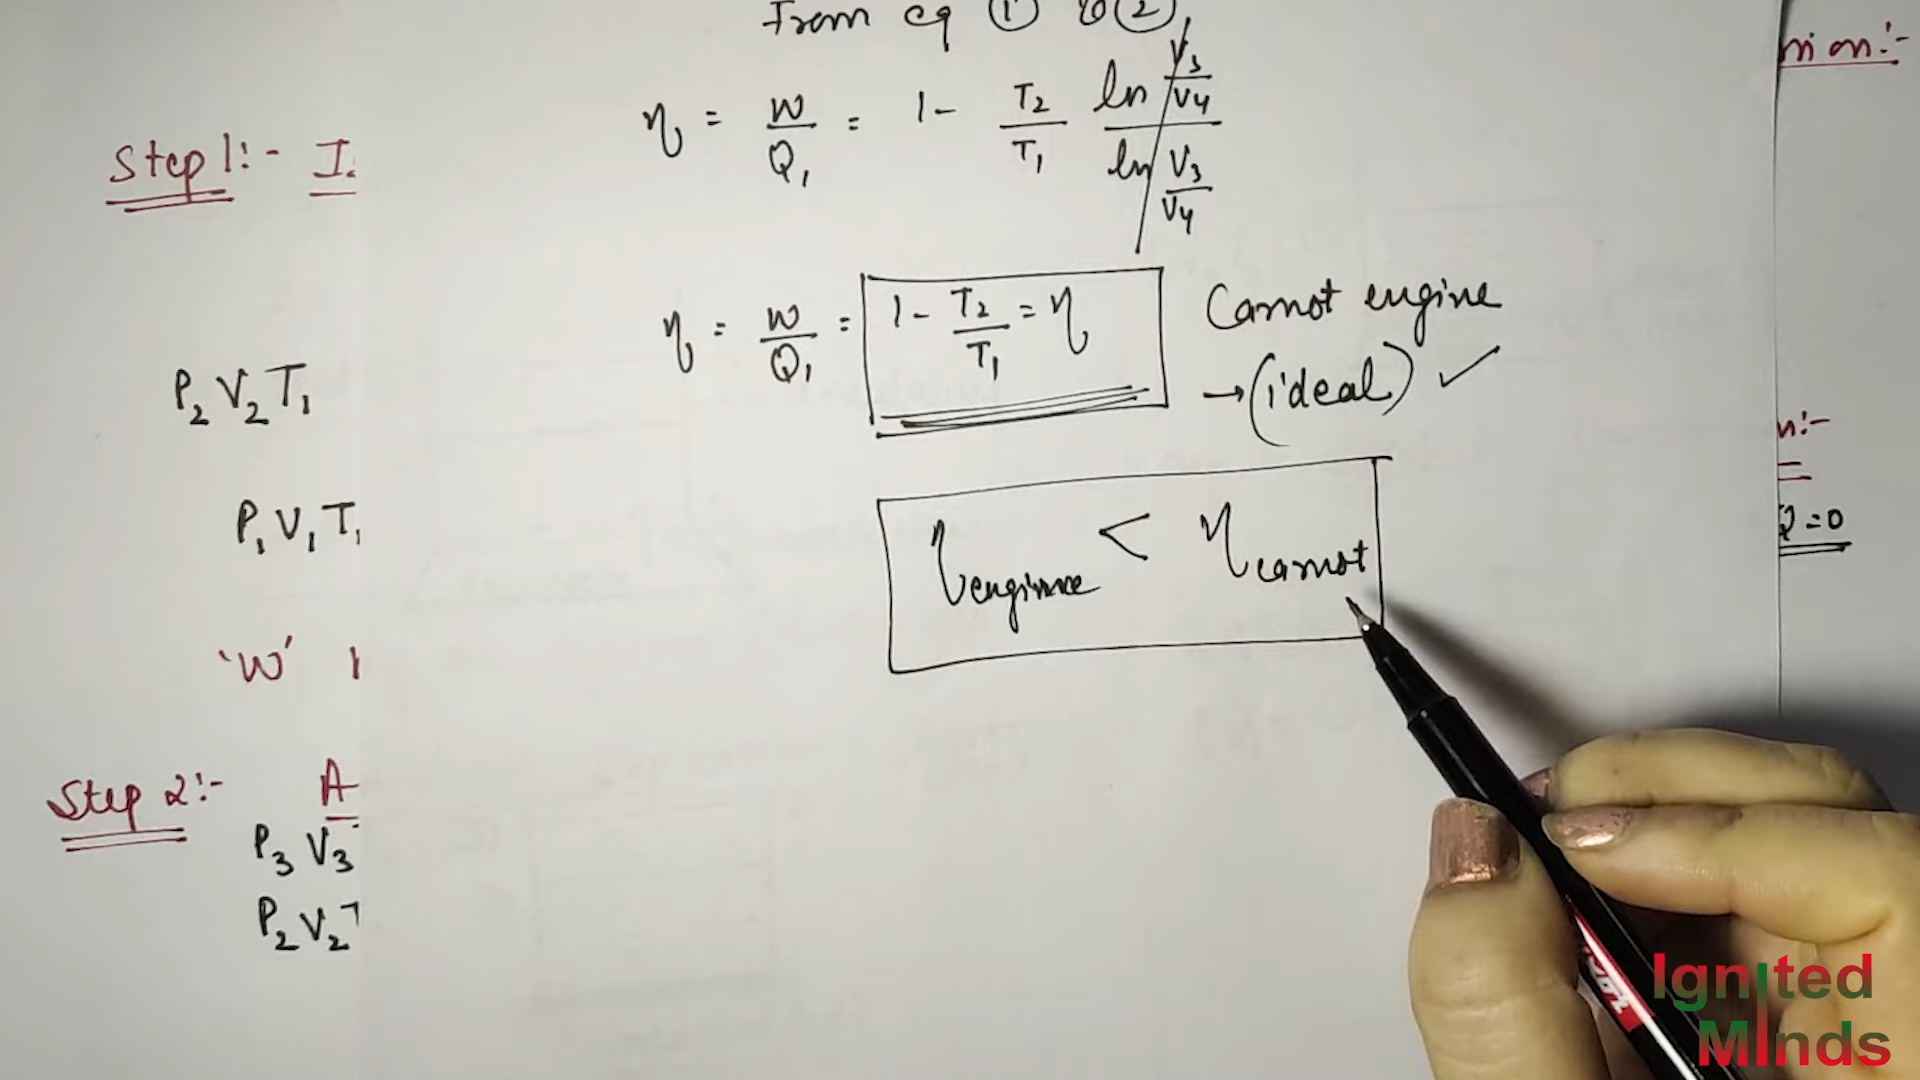 From eq ① & ②,
η = W/Q₁ = 1 - T₂/T₁ ln V₃/V₄ / ln V₃/V₄
η = W/Q₁ = 1 - T₂/T₁ = η
Carnot engine
→ (ideal) ✓
ηenginne < ηcarnot
Step 1:- I.
P₂ V₂ T₁
P₁ V₁ T₁
'W'
Step 2:- A
P₃ V₃
P₂ V₂ T
n:-
Q = 0
Ignited
Minds